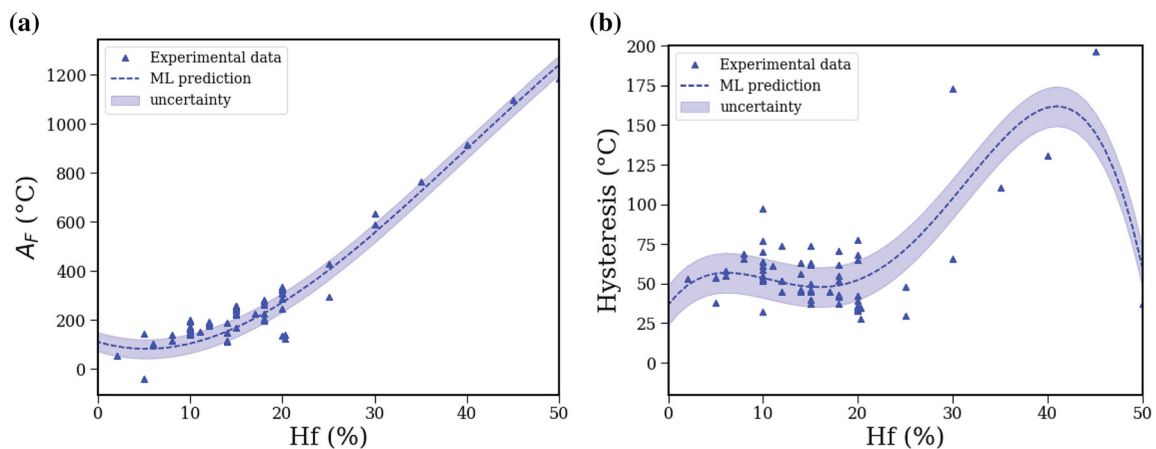 (a)
A_F (°C)
1200
1000
800
600
400
200
0
Experimental data
ML prediction
uncertainty
0 10 20 30 40 50
Hf (%)
(b)
Hysteresis (°C)
200
175
150
125
100
75
50
25
0
Experimental data
ML prediction
uncertainty
0 10 20 30 40 50
Hf (%)